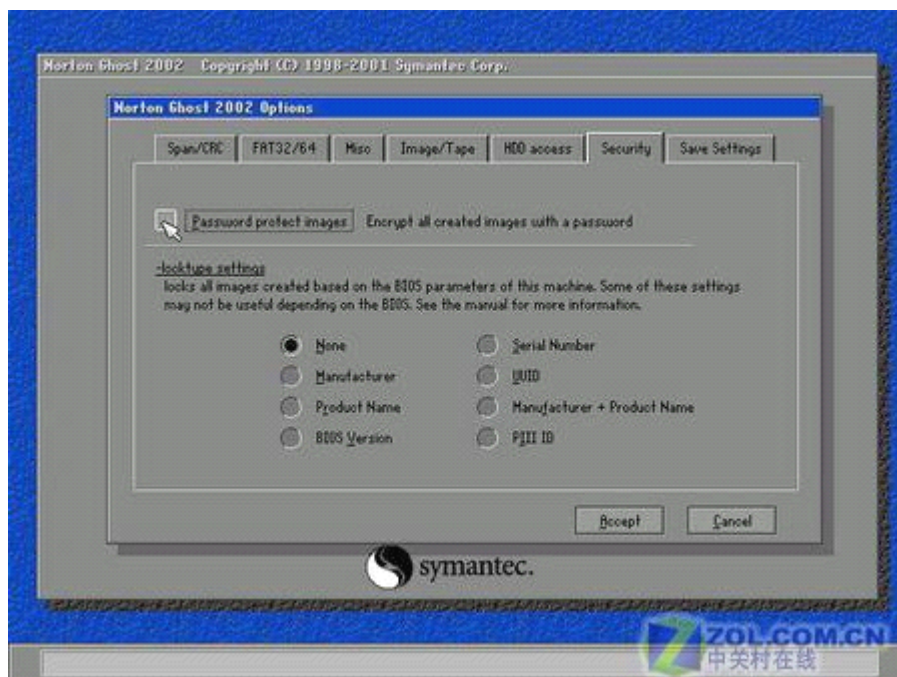 Norton Ghost 2002 Copyright (C) 1998-2001 Symantec Corp.
Norton Ghost 2002 Options
Span/CRC FAT32/64 Misc Image/Tape HDD access Security Save Settings
Password protect images Encrypt all created images with a password
-locktype settings
locks all images created based on the BIOS parameters of this machine. Some of these settings
may not be useful depending on the BIOS. See the manual for more information.
None Serial Number
Manufacturer UUID
Product Name Manufacturer + Product Name
BIOS Version PIII ID
Accept Cancel
symantec.
ZOL.COM.CN
中关村在线